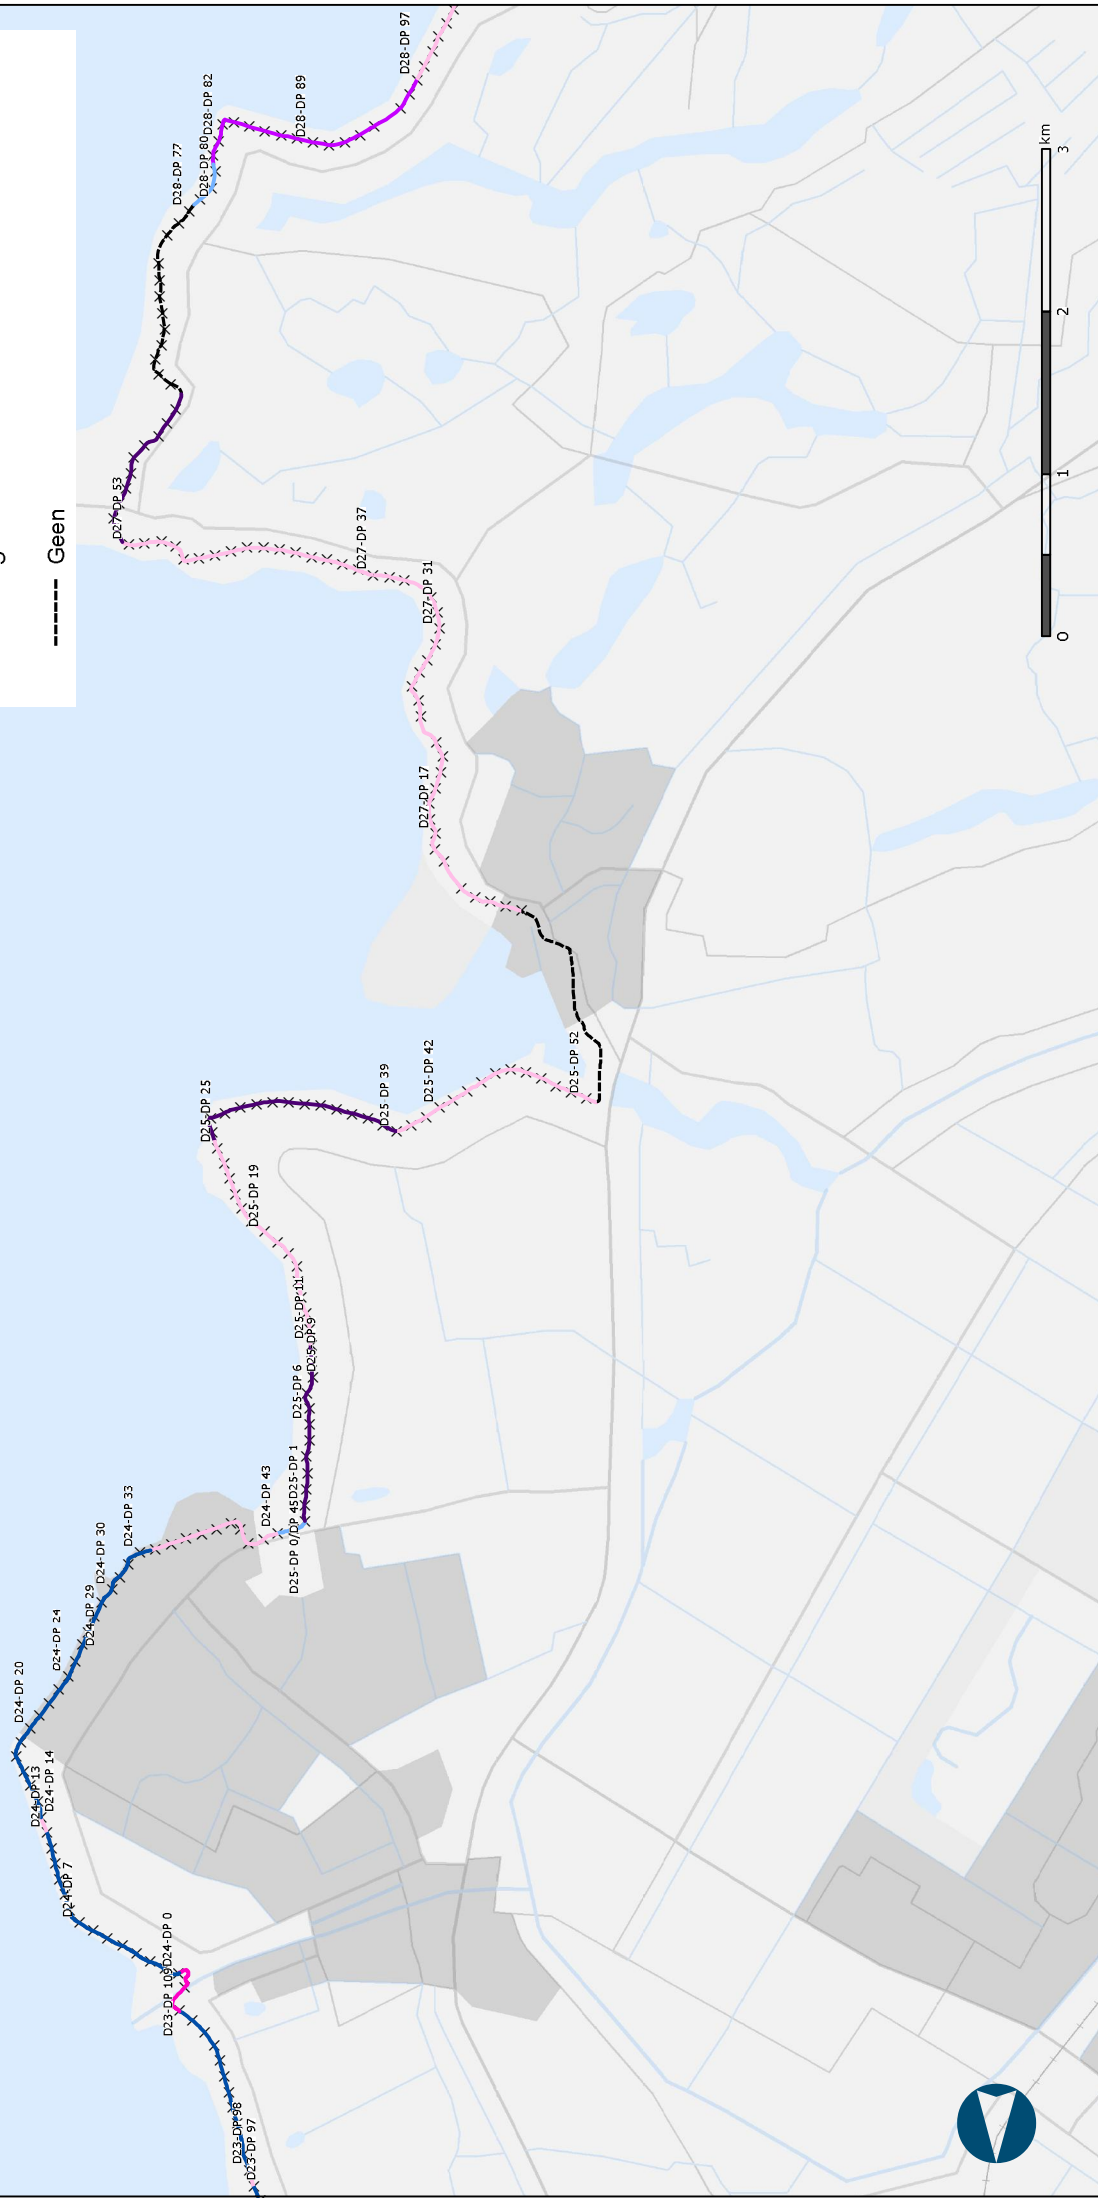 Geen
D28-DP 97
D28-DP 89
D28-DP 82
D28-DP 80
D28-DP 77
D27-DP 53
D27-DP 37
D27-DP 31
D27-DP 17
D25-DP 52
D25-DP 42
D25-DP 39
D25-DP 25
D25-DP 19
D25-DP 11
D25-DP 9
D25-DP 6
D25-DP 1
D25-DP 0/DP 45
D24-DP 43
D24-DP 33
D24-DP 30
D24-DP 29
D24-DP 24
D24-DP 20
D24-DP 14
D24-DP 13
D24-DP 7
D24-DP 0
D23-DP 109
D23-DP 98
D23-DP 97
0 1 2 3
km